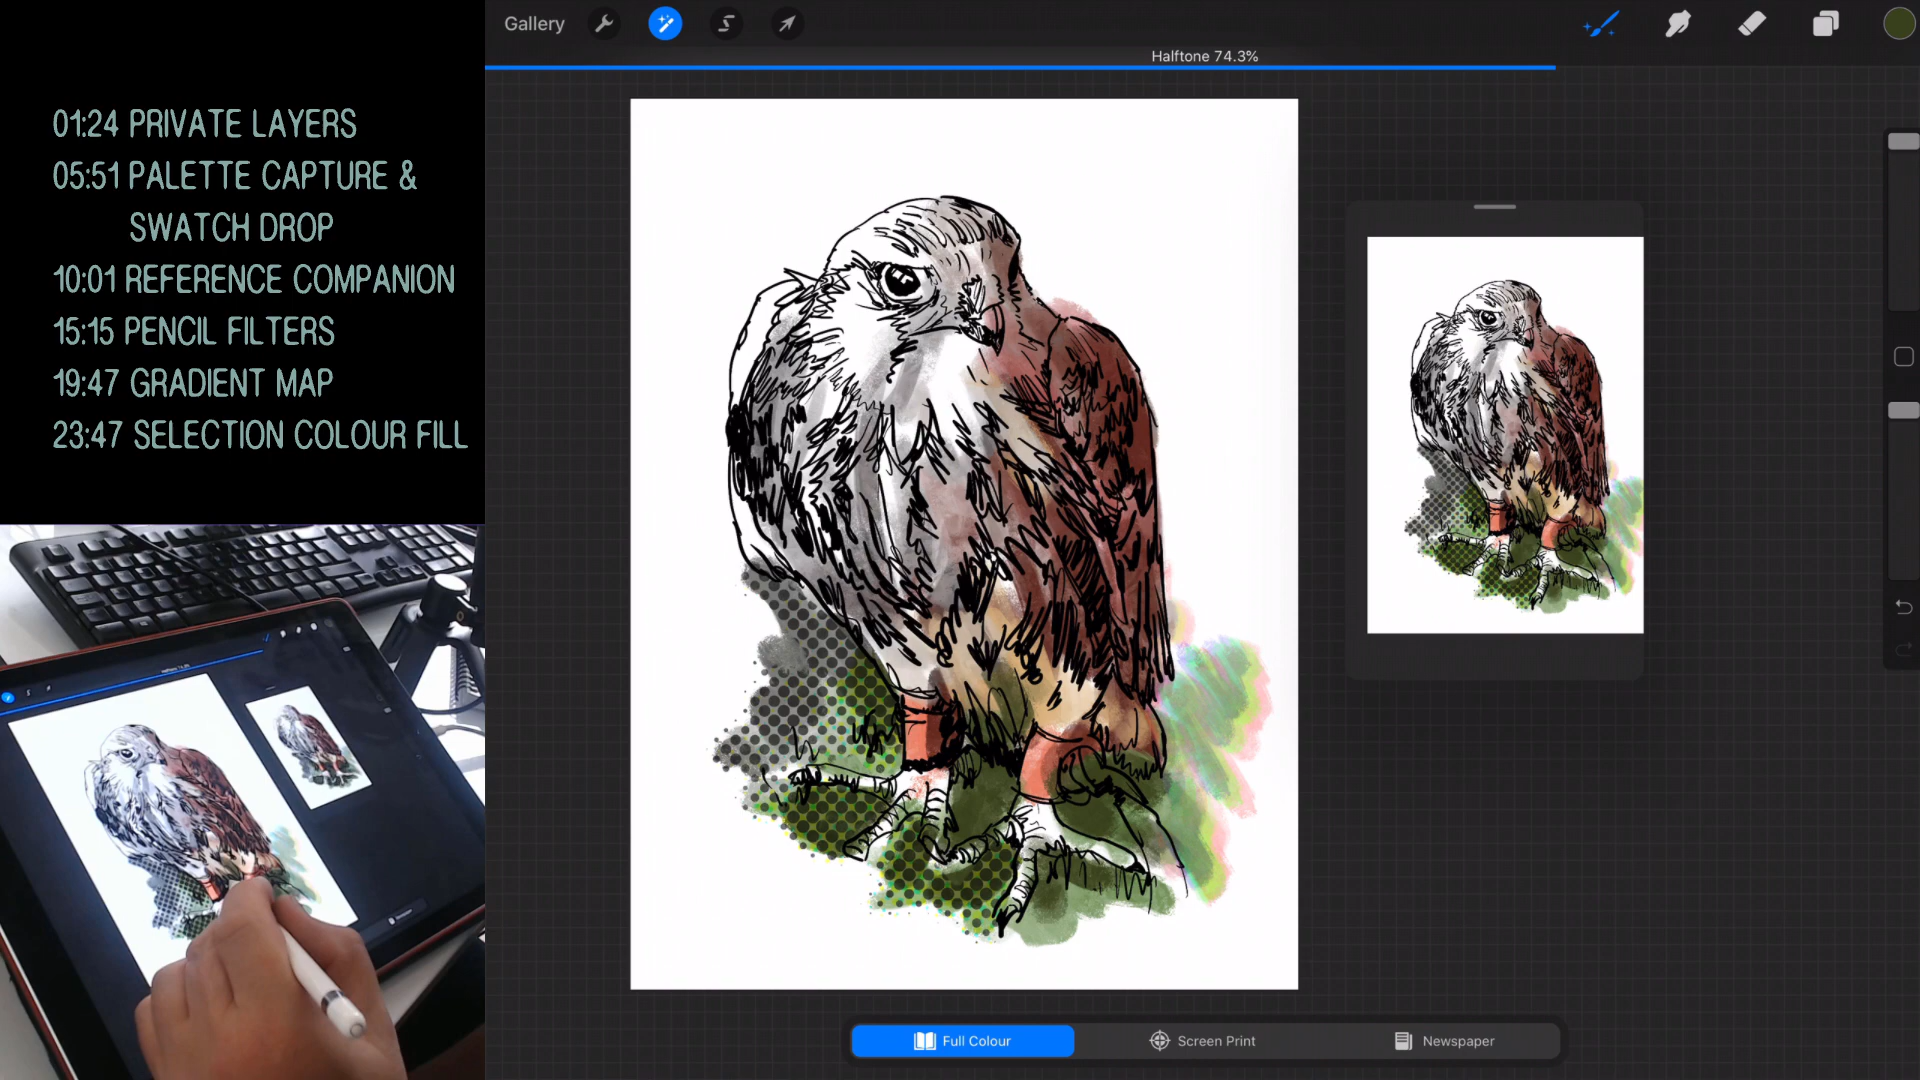 Gallery
Halftone 74.3%
01:24 PRIVATE LAYERS
05:51 PALETTE CAPTURE &
SWATCH DROP
10:01 REFERENCE COMPANION
15:15 PENCIL FILTERS
19:47 GRADIENT MAP
23:47 SELECTION COLOUR FILL
Full Colour
Screen Print
Newspaper